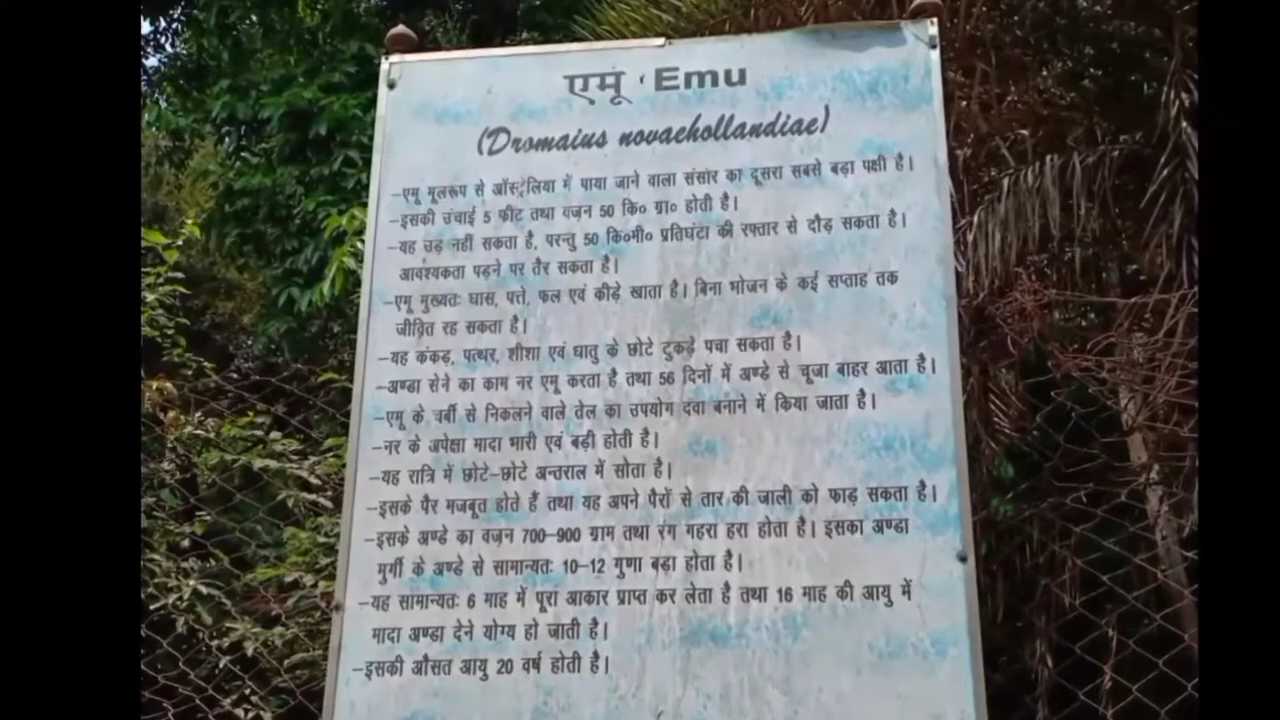 एमू ‘Emu
(Dromaius novaehollandiae)
–एमू मूलरूप से ऑस्ट्रेलिया में पाया जाने वाला संसार का दूसरा सबसे बड़ा पक्षी है।
–इसकी उंचाई 5 फीट तथा वज़न 50 कि० ग्रा० होती है।
–यह उड़ नहीं सकता है, परन्तु 50 कि०मी० प्रतिघंटा की रफ्तार से दौड़ सकता है।
आवश्यकता पड़ने पर तैर सकता है।
–एमू मुख्यतः घास, पत्ते, फल एवं कीड़े खाता है। बिना भोजन के कई सप्ताह तक
जीवित रह सकता है।
–यह कंकड़, पत्थर, शीशा एवं धातु के छोटे टुकड़े पचा सकता है।
–अण्डा सेने का काम नर एमू करता है तथा 56 दिनों में अण्डे से चूजा बाहर आता है।
–एमू के चर्बी से निकलने वाले तेल का उपयोग दवा बनाने में किया जाता है।
–नर के अपेक्षा मादा भारी एवं बड़ी होती है।
–यह रात्रि में छोटे–छोटे अन्तराल में सोता है।
–इसके पैर मजबूत होते हैं तथा यह अपने पैरों से तार की जाली को फाड़ सकता है।
–इसके अण्डे का वज़न 700–900 ग्राम तथा रंग गहरा हरा होता है। इसका अण्डा
मुर्गी के अण्डे से सामान्यतः 10–12 गुणा बड़ा होता है।
–यह सामान्यतः 6 माह में पूरा आकार प्राप्त कर लेता है तथा 16 माह की आयु में
मादा अण्डा देने योग्य हो जाती है।
–इसकी औसत आयु 20 वर्ष होती है।